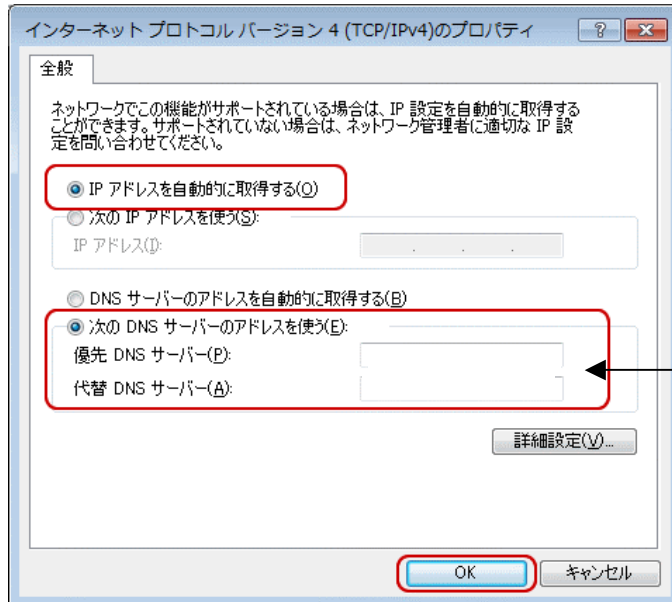 インターネット プロトコル バージョン 4 (TCP/IPv4)のプロパティ
全般
ネットワークでこの機能がサポートされている場合は、IP 設定を自動的に取得する
ことができます。サポートされていない場合は、ネットワーク管理者に適切な IP 設
定を問い合わせてください。
IP アドレスを自動的に取得する(O)
次の IP アドレスを使う(S):
IP アドレス(I):
DNS サーバーのアドレスを自動的に取得する(B)
次の DNS サーバーのアドレスを使う(E):
優先 DNS サーバー(P):
代替 DNS サーバー(A):
詳細設定(V)...
OK
キャンセル